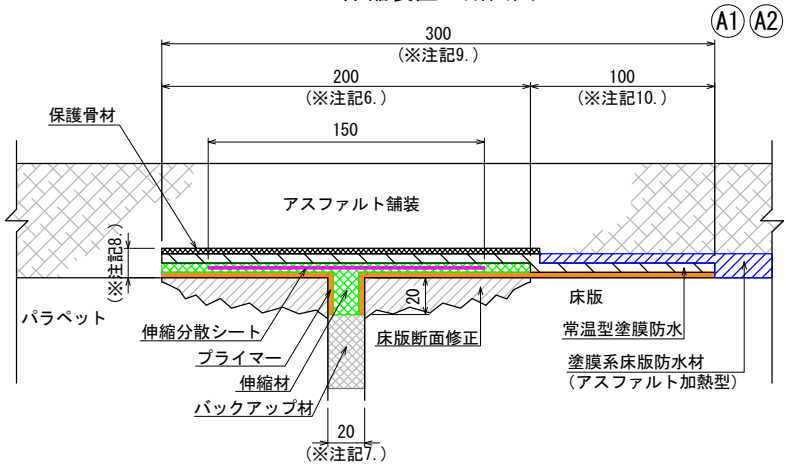 A1 A2
300
(※注記9.)
200
(※注記6.)
100
(※注記10.)
保護骨材
150
アスファルト舗装
(※注記8.)
20
パラペット
床版
伸縮分散シート
床版断面修正
常温型塗膜防水
プライマー
塗膜系床版防水材
(アスファルト加熱型)
伸縮材
バックアップ材
20
(※注記7.)